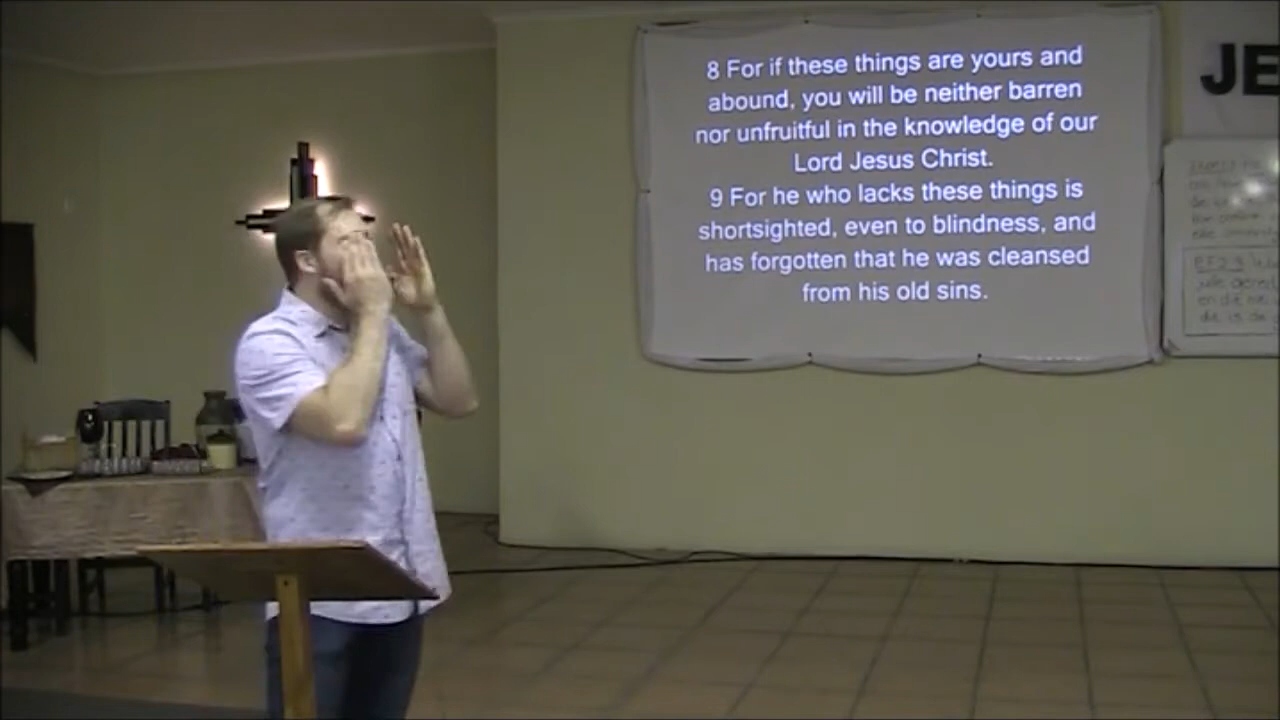 8 For if these things are yours and
abound, you will be neither barren
nor unfruitful in the knowledge of our
Lord Jesus Christ.
9 For he who lacks these things is
shortsighted, even to blindness, and
has forgotten that he was cleansed
from his old sins.
JE